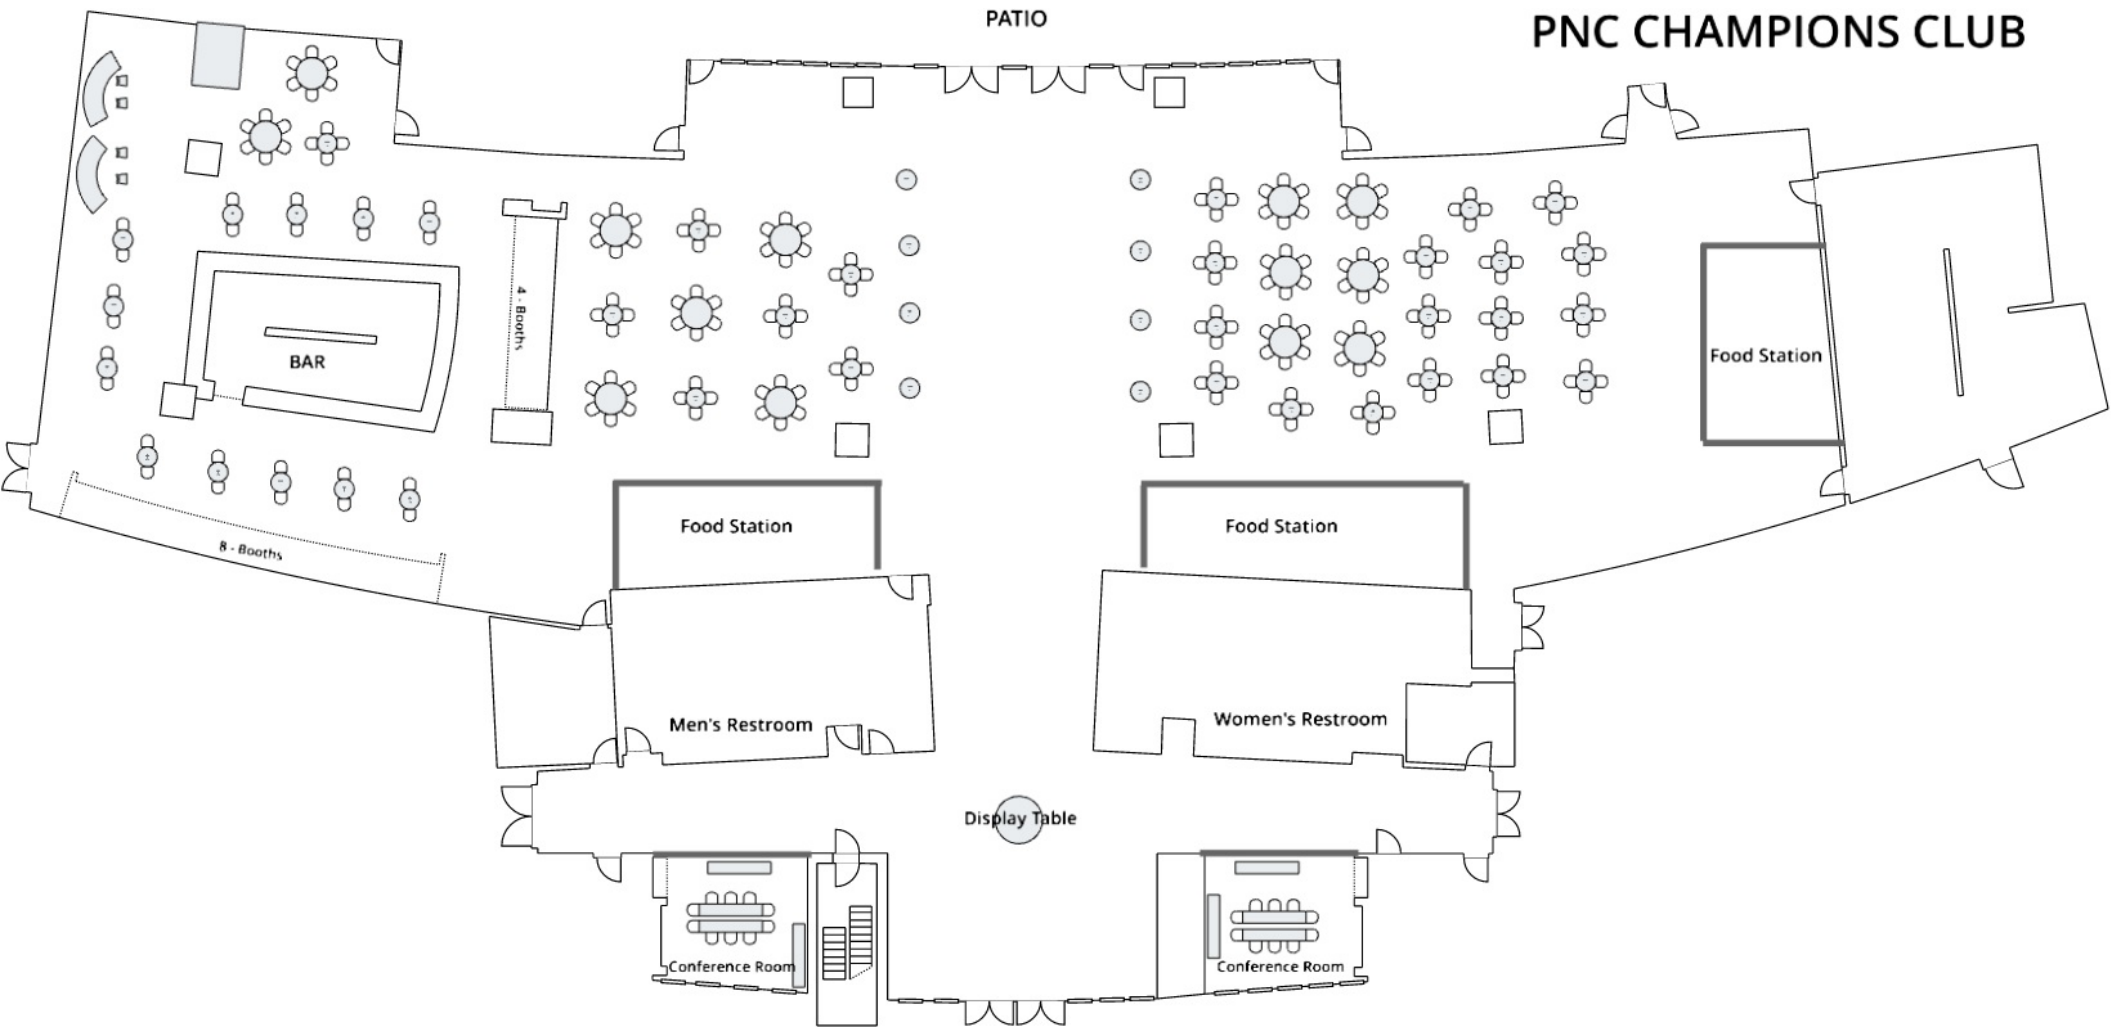 PATIO
PNC CHAMPIONS CLUB
4 - Booths
BAR
Food Station
Food Station
Food Station
8 - Booths
Men's Restroom
Women's Restroom
Display Table
Conference Room
Conference Room